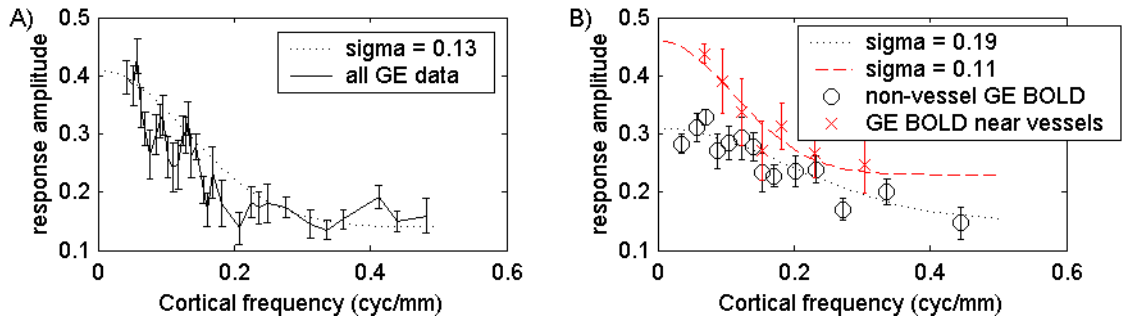 A)
0.5
0.4
0.3
0.2
0.1
response amplitude
sigma = 0.13
all GE data
0
0.2
0.4
0.6
Cortical frequency (cyc/mm)
B)
0.5
0.4
0.3
0.2
0.1
response amplitude
sigma = 0.19
sigma = 0.11
non-vessel GE BOLD
GE BOLD near vessels
0
0.2
0.4
0.6
Cortical frequency (cyc/mm)